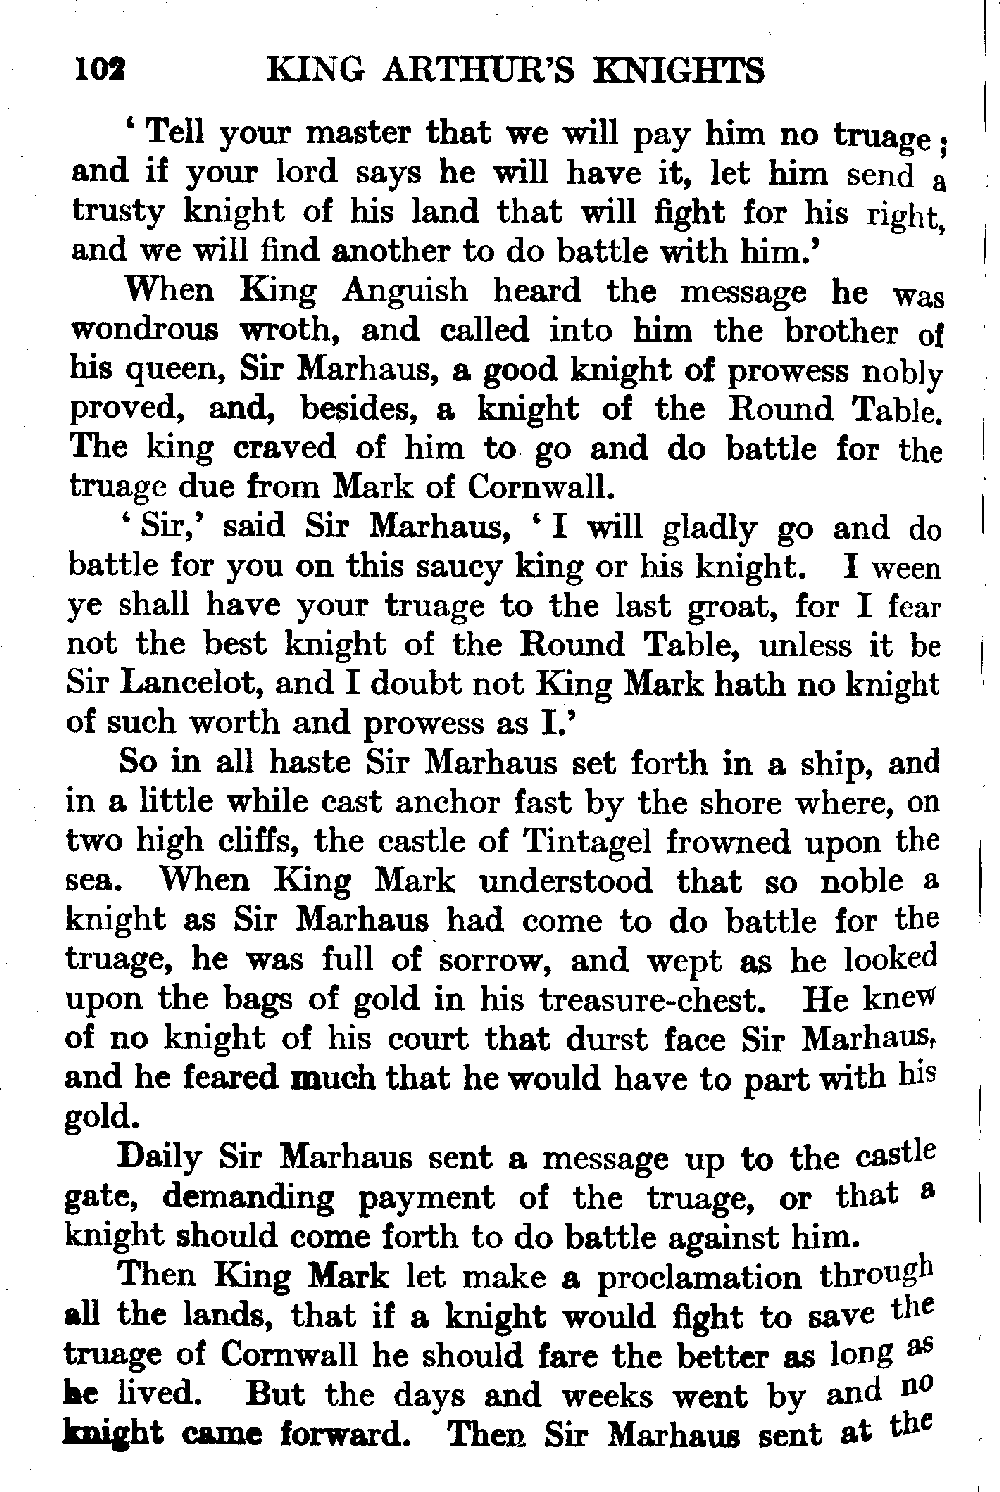 102 KING ARTHUR'S KNIGHTS
‘Tell your master that we will pay him no truage;
and if your lord says he will have it, let him send a
trusty knight of his land that will fight for his right,
and we will find another to do battle with him.’
When King Anguish heard the message he was
wondrous wroth, and called into him the brother of
his queen, Sir Marhaus, a good knight of prowess nobly
proved, and, besides, a knight of the Round Table.
The king craved of him to go and do battle for the
truage due from Mark of Cornwall.
‘Sir,’ said Sir Marhaus, ‘I will gladly go and do
battle for you on this saucy king or his knight. I ween
ye shall have your truage to the last groat, for I fear
not the best knight of the Round Table, unless it be
Sir Lancelot, and I doubt not King Mark hath no knight
of such worth and prowess as I.’
So in all haste Sir Marhaus set forth in a ship, and
in a little while cast anchor fast by the shore where, on
two high cliffs, the castle of Tintagel frowned upon the
sea. When King Mark understood that so noble a
knight as Sir Marhaus had come to do battle for the
truage, he was full of sorrow, and wept as he looked
upon the bags of gold in his treasure-chest. He knew
of no knight of his court that durst face Sir Marhaus,
and he feared much that he would have to part with his
gold.
Daily Sir Marhaus sent a message up to the castle
gate, demanding payment of the truage, or that a
knight should come forth to do battle against him.
Then King Mark let make a proclamation through
all the lands, that if a knight would fight to save the
truage of Cornwall he should fare the better as long as
he lived. But the days and weeks went by and no
knight came forward. Then Sir Marhaus sent at the